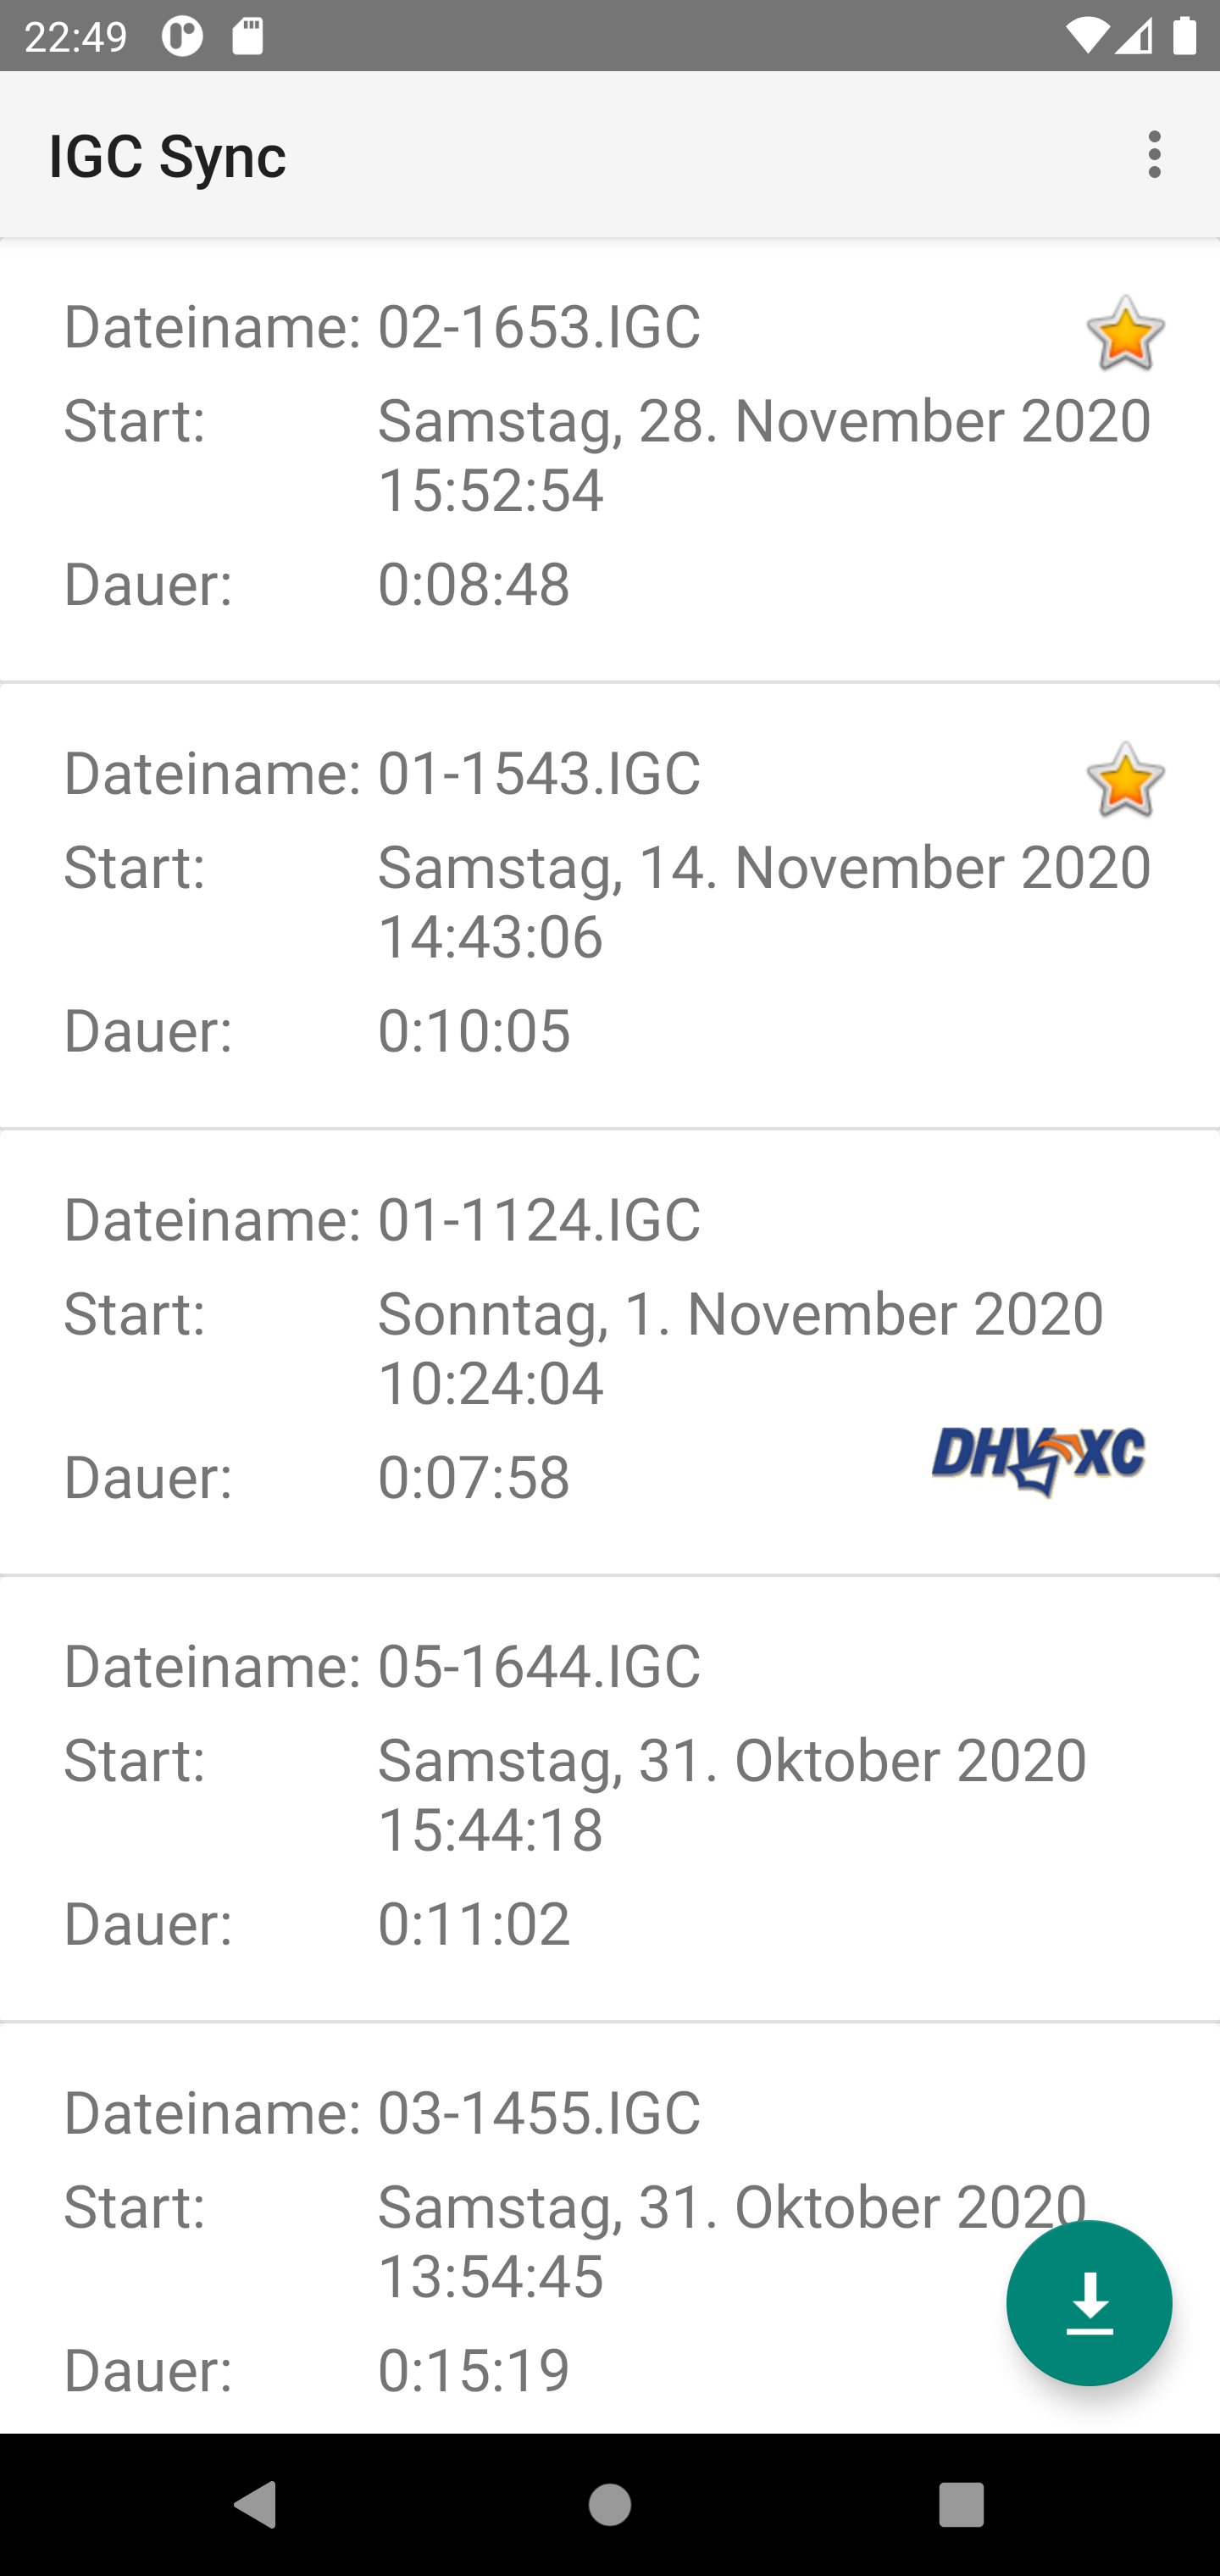 22:49
IGC Sync
Dateiname: 02-1653.IGC
Start: Samstag, 28. November 2020
15:52:54
Dauer: 0:08:48
Dateiname: 01-1543.IGC
Start: Samstag, 14. November 2020
14:43:06
Dauer: 0:10:05
Dateiname: 01-1124.IGC
Start: Sonntag, 1. November 2020
10:24:04
Dauer: 0:07:58
DHV XC
Dateiname: 05-1644.IGC
Start: Samstag, 31. Oktober 2020
15:44:18
Dauer: 0:11:02
Dateiname: 03-1455.IGC
Start: Samstag, 31. Oktober 2020
13:54:45
Dauer: 0:15:19